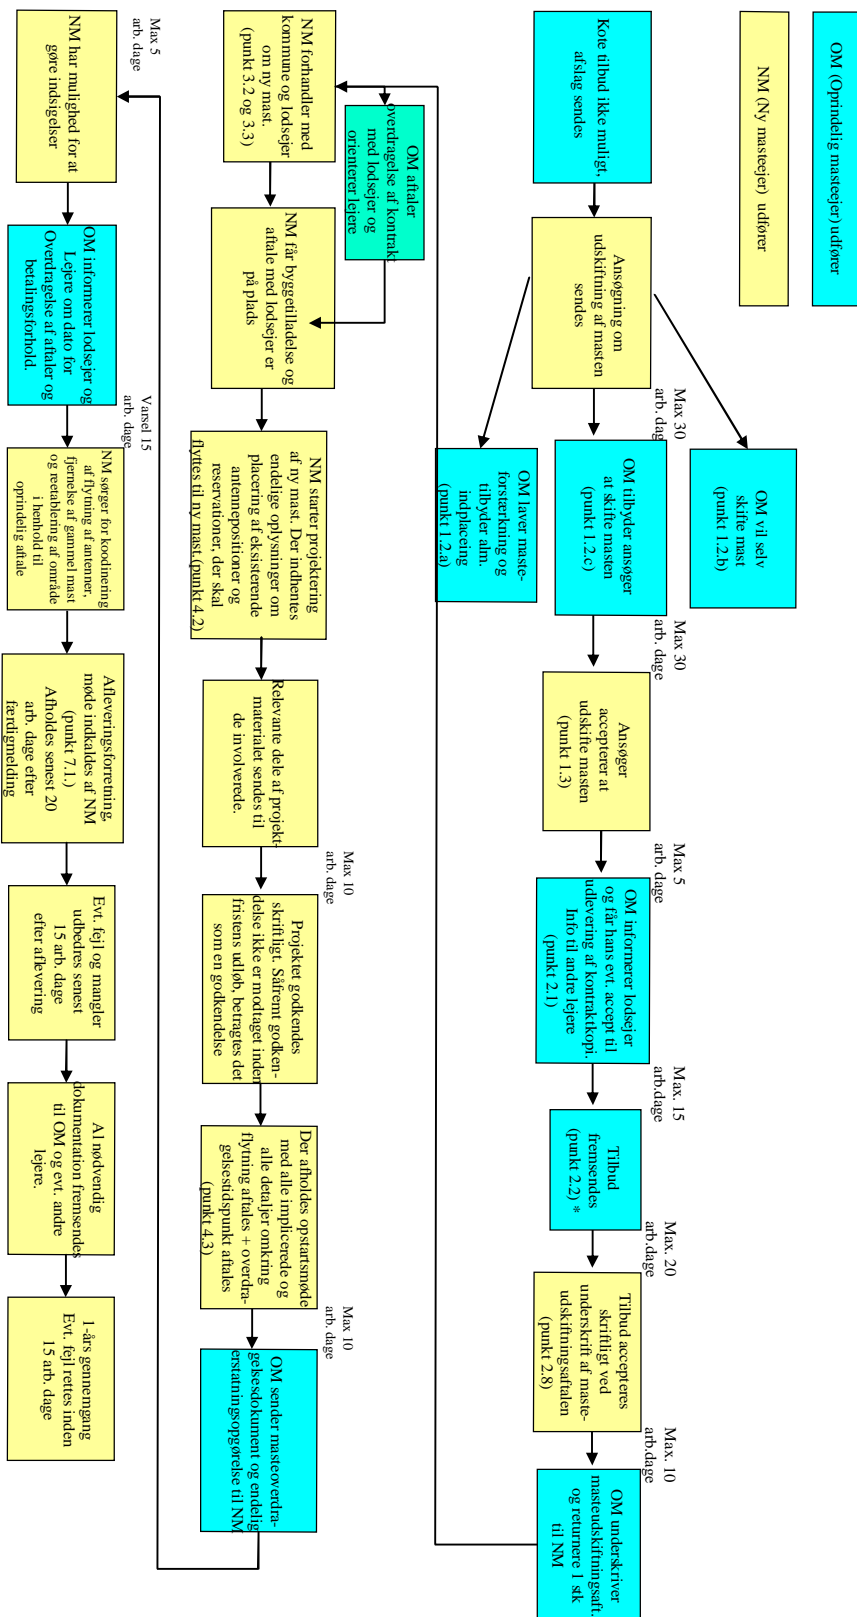 OM (Oprindelig masteejer) udfører
NM (Ny masteejer)  udfører
Kote tilbud ikke muligt,
afslag sendes
Ansøgning om
udskiftning af masten
sendes
Max 30
arb. dage
OM vil selv
skifte mast
(punkt 1.2.b)
OM tilbyder ansøger
at skifte masten
(punkt 1.2.c)
OM laver maste-
forstærkning og
tilbyder alm.
indplaceing
(punkt 1.2.a)
Max 30
arb. dage
Ansøger
accepterer at
udskifte masten
(punkt 1.3)
Max 5
arb. dage
OM informerer lodsejer
og får hans evt. accept til
udlevering af kontraktkopi.
Info til andre lejere
(punkt 2.1)
Max. 15
arb.dage
Tilbud
fremsendes
(punkt 2.2) *
Max. 20
arb.dage
Tilbud accepteres
skriftligt ved
underskrift af maste-
udskiftningsaftalen
(punkt 2.8)
Max. 10
arb.dage
OM underskriver
masteudskiftningsaft.
og returnere 1 stk
til NM
OM aftaler
overdragelse af kontrakt
med lodsejer og
orienterer lejere
NM forhandler med
kommune og lodsejer
om ny mast.
(punkt 3.2 og 3.3)
NM får byggetilladelse og
aftale med lodsejer er
på plads
NM starter projektering
af ny mast. Der indhentes
endelige oplysninger om
placering af eksisterende
antennepositioner og
reservationer, der skal
flyttes til ny mast.(punkt 4.2)
Relevante dele af projekt-
materialet sendes til
de involverede.
Max 10
arb. dage
Projektet godkendes
skriftligt. Såfremt godken-
delse ikke er modtaget inden
fristens udløb, betragtes det
som en godkendelse
Der afholdes opstartsmøde
med alle implicerede og
alle detaljer omkring
flytning aftales + overdra-
gelsestidspunkt aftales
(punkt 4.3)
Max 10
arb. dage
OM sender masteoverdra-
gelsesdokument og endelig
erstatningsopgørelse til NM
Max 5
arb. dage
NM har mulighed for at
gøre indsigelser
OM informerer lodsejer og
Lejere om dato for
Overdragelse af aftaler og
betalingsforhold.
Varsel 15
arb. dage
NM sørger for koodinering
af flytning af antenner,
fjernelse af gammel mast
og reetablering af område
i henhold til
oprindelig aftale
Afleveringsforretning,
møde indkaldes af NM
(punkt 7.1.)
Afholdes senest 20
arb. dage efter
færdigmelding
Evt. fejl og mangler
udbedres senest
15 arb. dage
efter aflevering
Al nødvendig
dokumentation fremsendes
til OM og evt. andre
lejere.
1-års gennemgang
Evt. fejl rettes inden
15 arb. dage